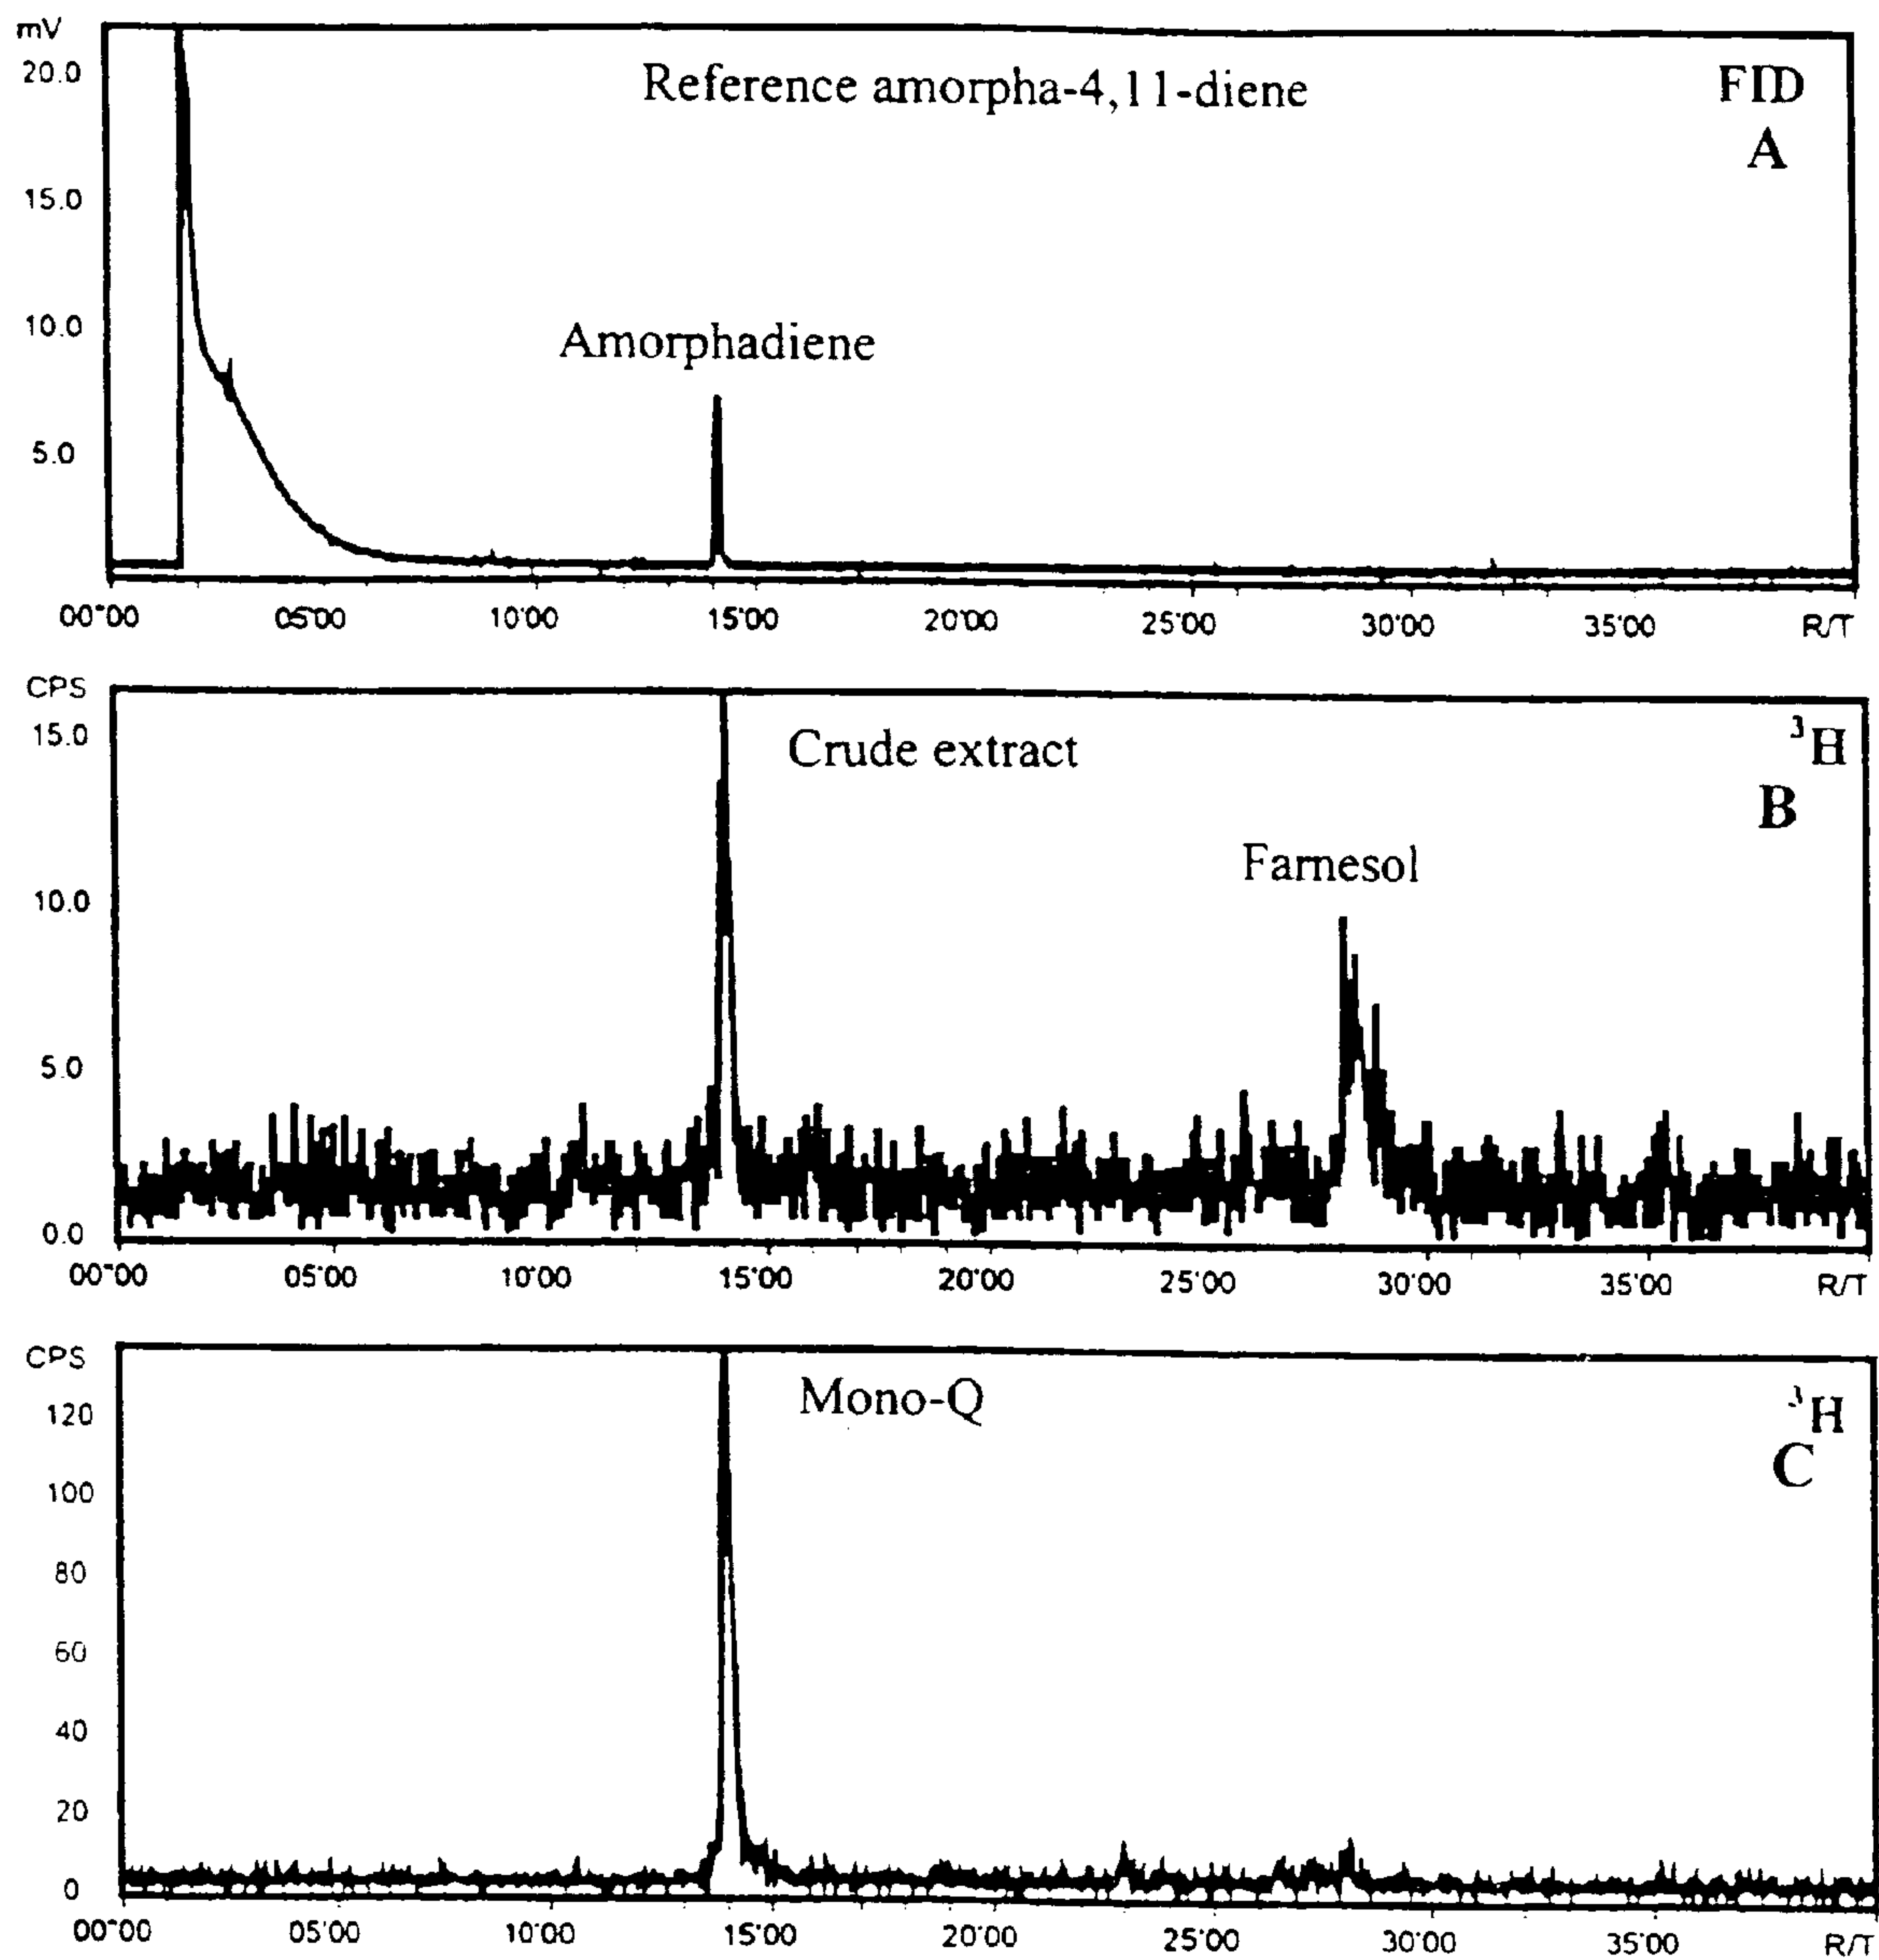 mV
20.0
Reference amorpha-4,11-diene
FID
A
15.0
10.0
Amorphadiene
5.0
00'00 05'00 10'00 15'00 20'00 25'00 30'00 35'00 R/T
CPS
15.0
Crude extract
3H
B
10.0
Farnesol
5.0
0.0
00'00 05'00 10'00 15'00 20'00 25'00 30'00 35'00 R/T
CPS
120
Mono-Q
3H
C
100
80
60
40
20
0
00'00 05'00 10'00 15'00 20'00 25'00 30'00 35'00 R/T